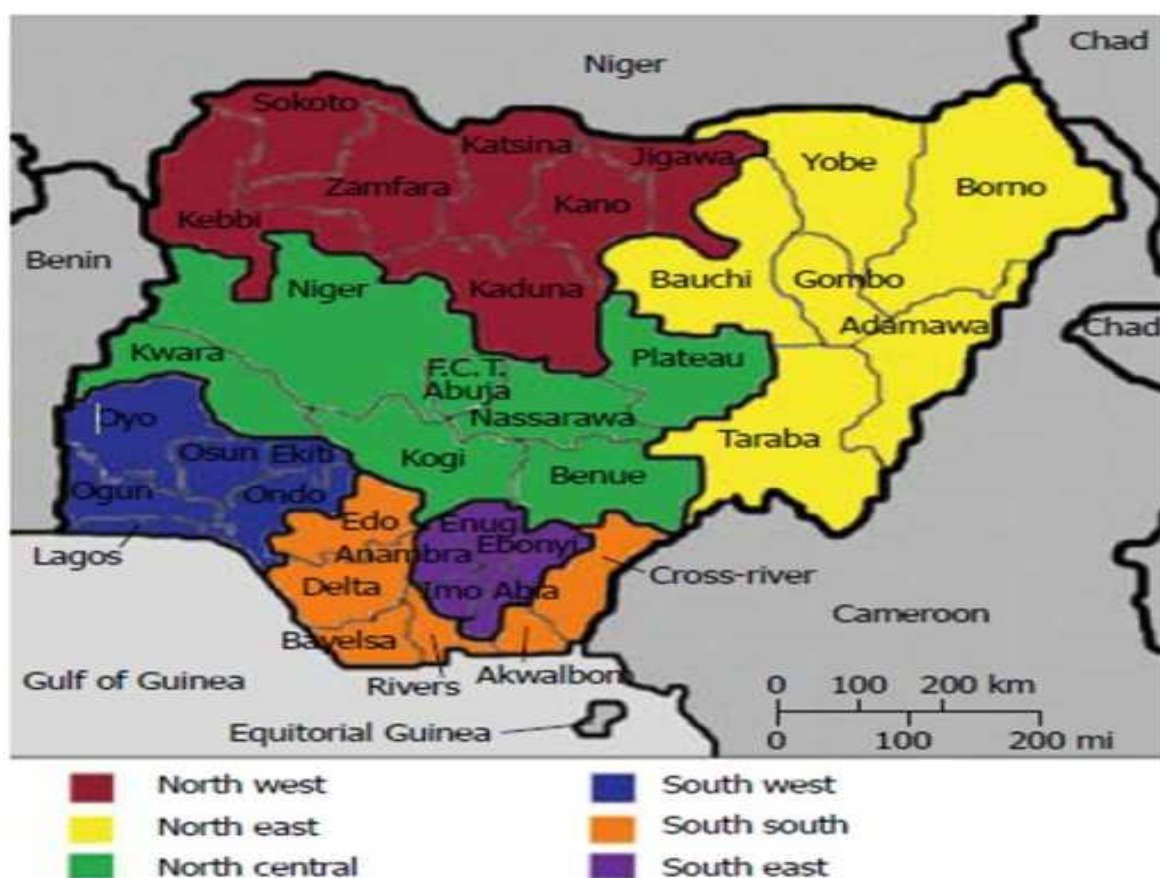 Chad
Niger
Sokoto
Katsina
Jigawa
Yobe
Zamfara
Borno
Kano
Kebbi
Benin
Bauchi
Gombo
Niger
Kaduna
Adamawa
Chad
Kwara
Plateau
F.C.T.
Abuja
Nassarawa
Oyo
Taraba
Osun Ekiti
Kogi
Benue
Ogun
Ondo
Edo
Enug
Ebonyi
Lagos
Anambra
Cross-river
Delta
Imo Abia
Cameroon
Bayelsa
Gulf of Guinea
Rivers
Akwalbom
0 100 200 km
Equitorial Guinea
0 100 200 mi
North west
South west
North east
South south
North central
South east